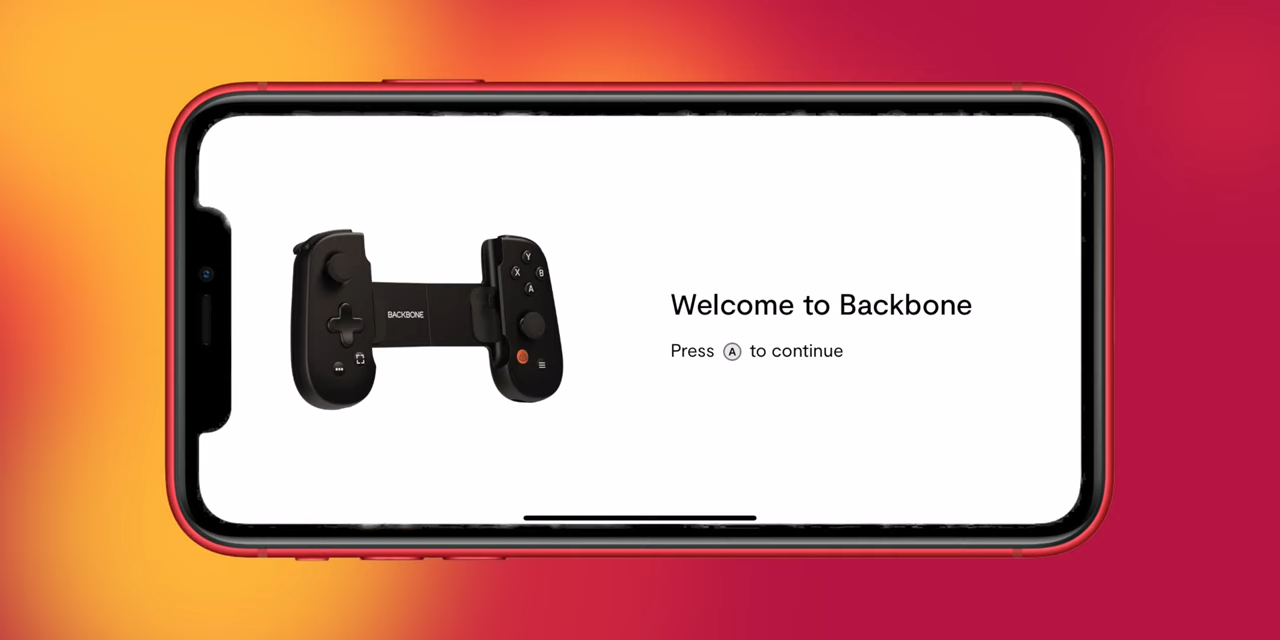 Y
X B
A
BACKBONE
Welcome to Backbone
Press A to continue